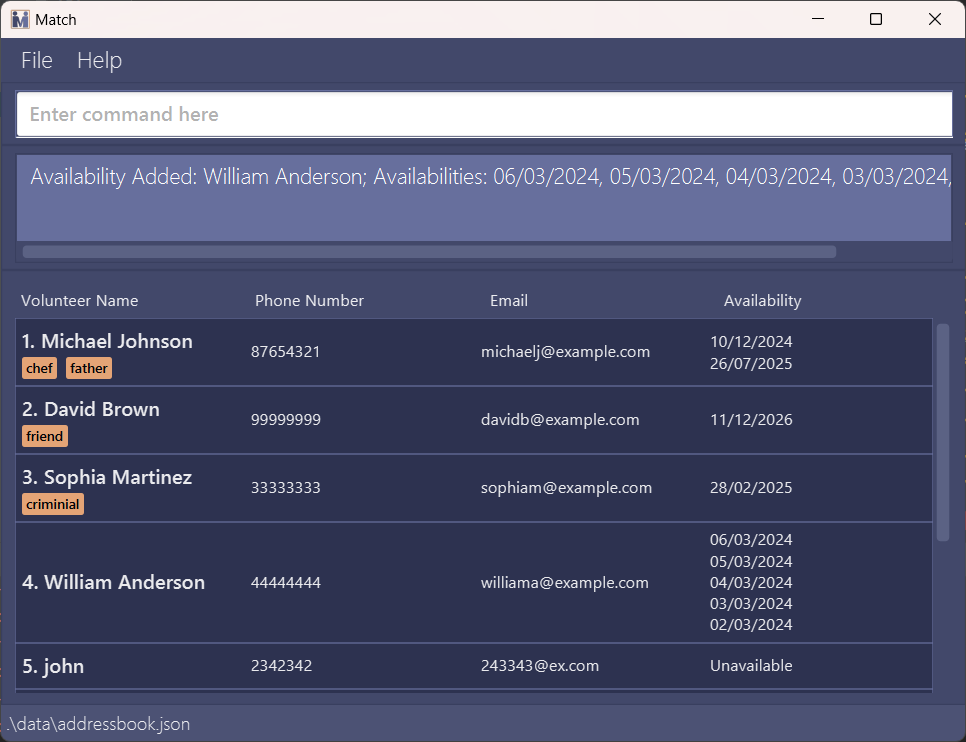 Match
File Help
Enter command here
Availability Added: William Anderson; Availabilities: 06/03/2024, 05/03/2024, 04/03/2024, 03/03/2024,
Volunteer Name Phone Number Email Availability
1. Michael Johnson
chef father
87654321
michaelj@example.com
10/12/2024
26/07/2025
2. David Brown
friend
99999999
davidb@example.com
11/12/2026
3. Sophia Martinez
criminial
33333333
sophiam@example.com
28/02/2025
4. William Anderson
44444444
williama@example.com
06/03/2024
05/03/2024
04/03/2024
03/03/2024
02/03/2024
5. john
2342342
243343@ex.com
Unavailable
.\data\addressbook.json